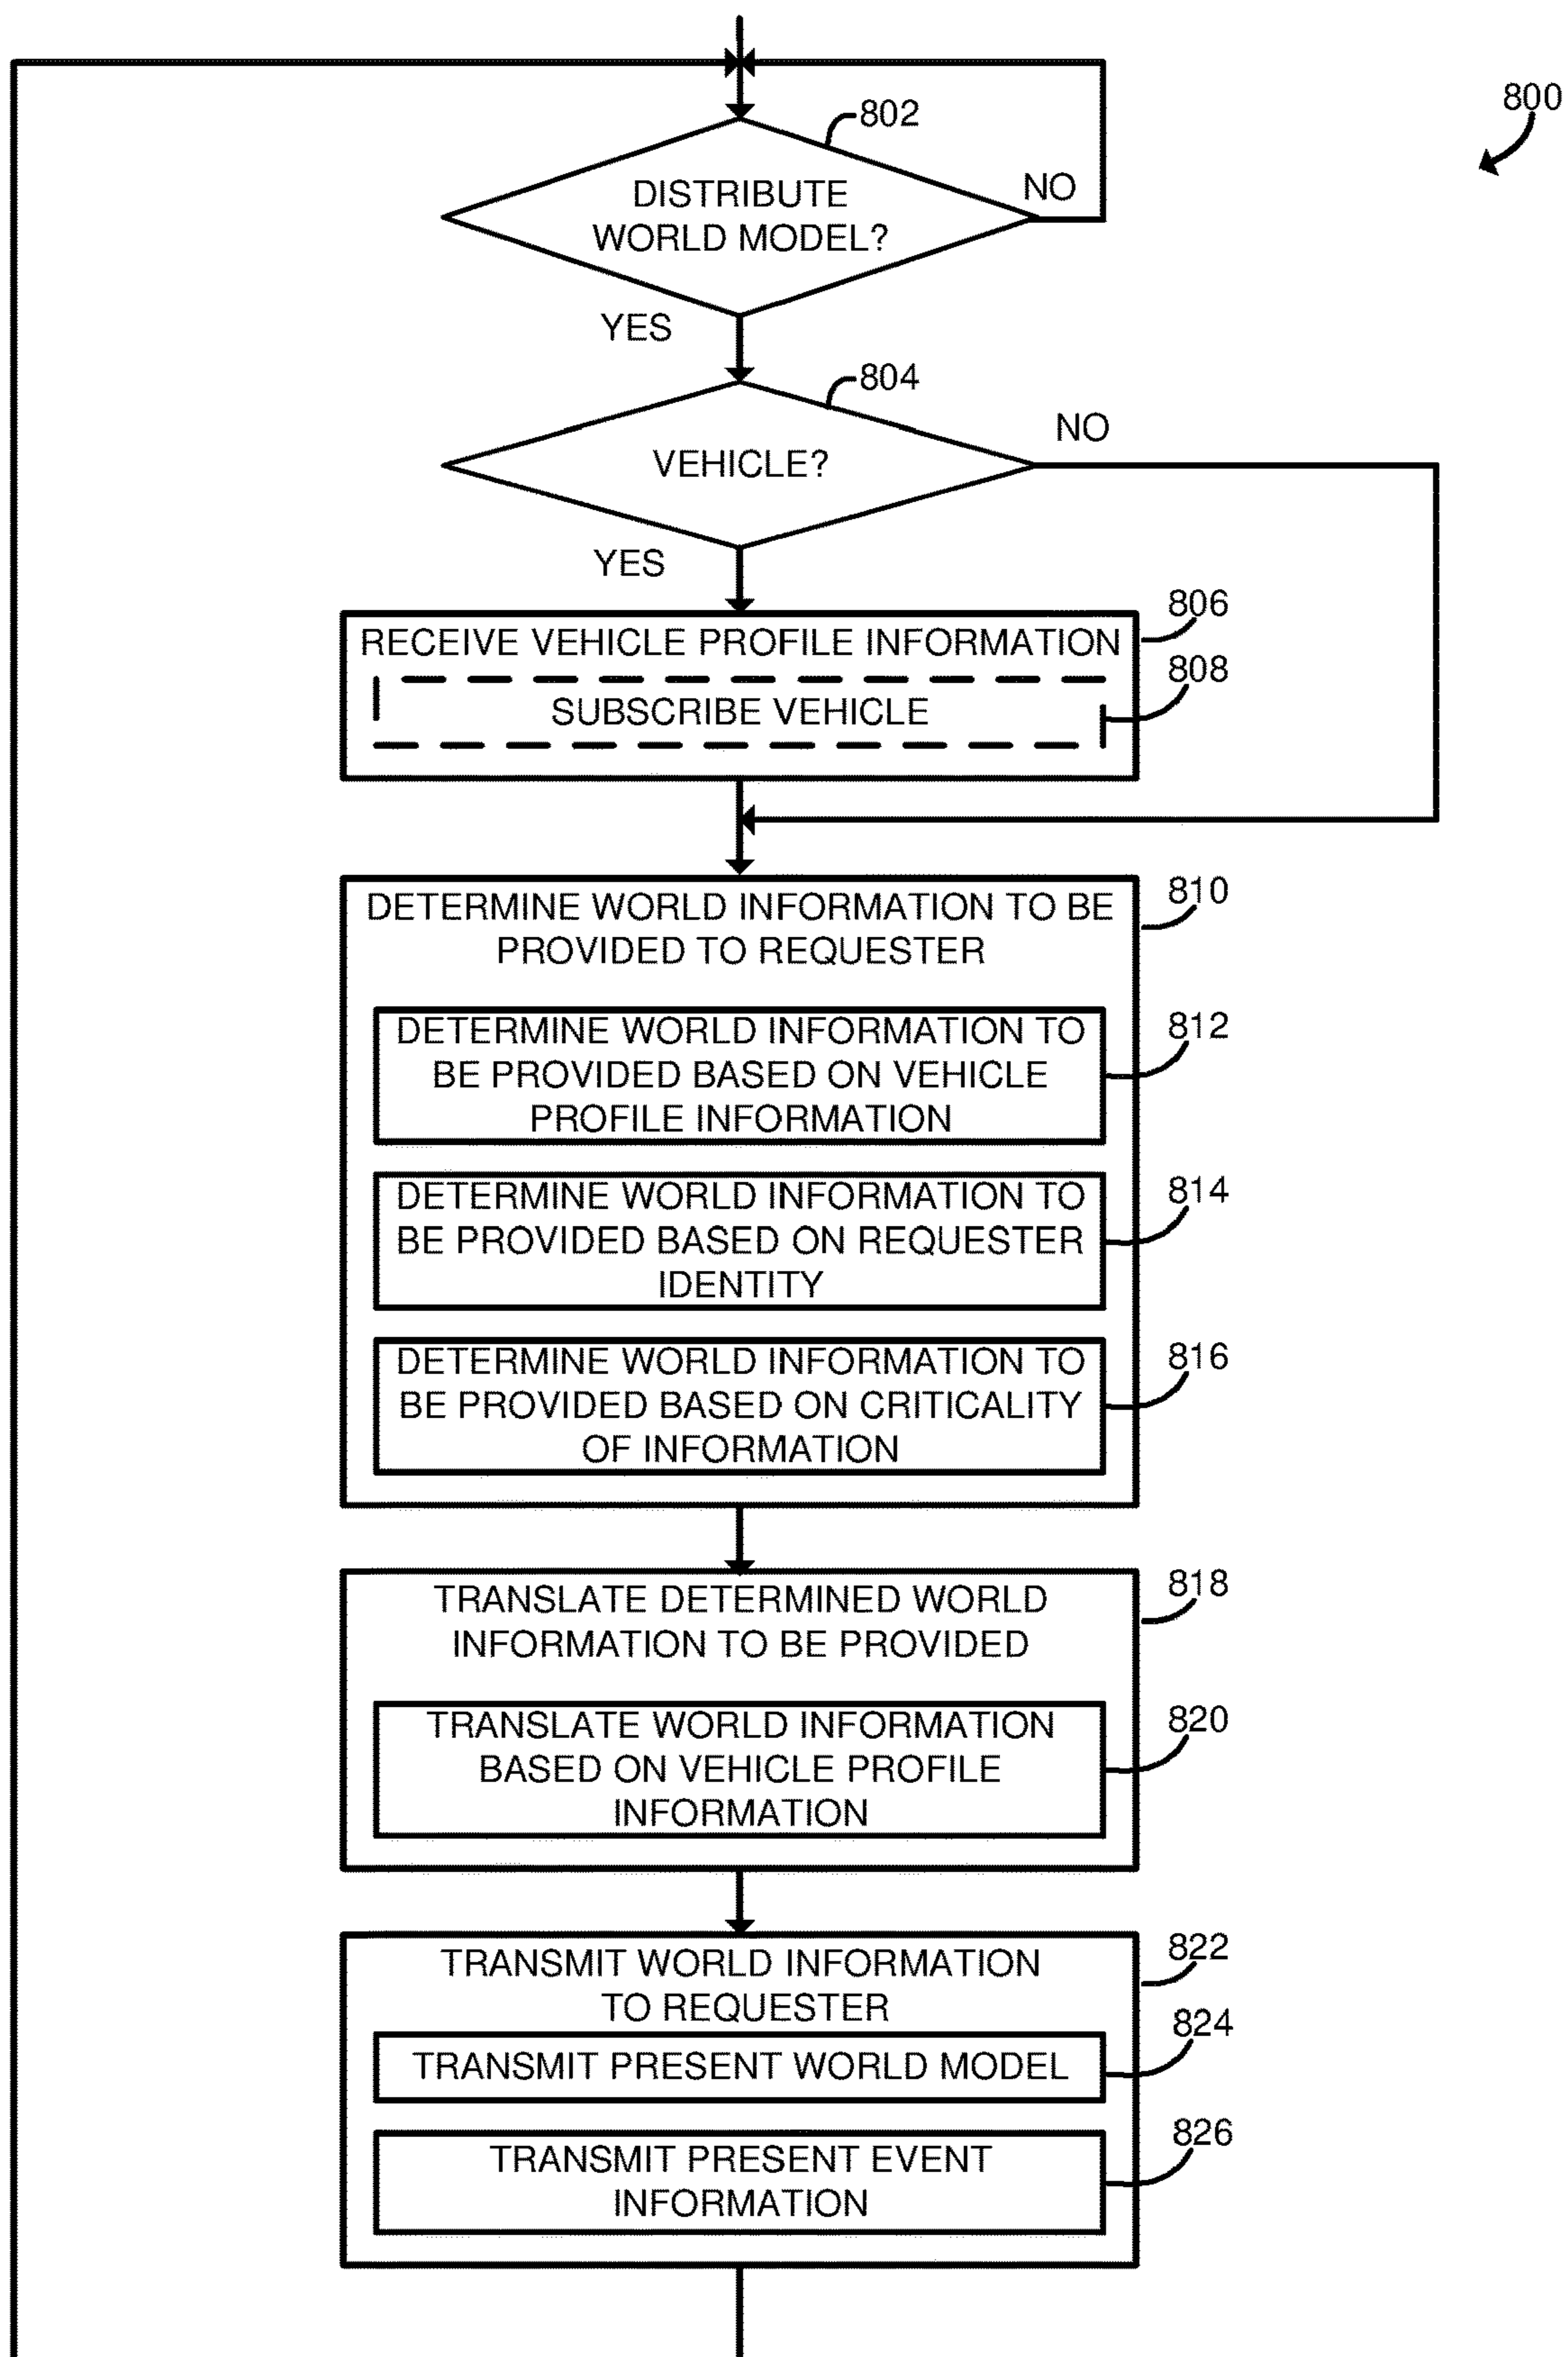 800
802
DISTRIBUTE
WORLD MODEL?
NO
YES
804
VEHICLE?
NO
YES
806
RECEIVE VEHICLE PROFILE INFORMATION
808
SUBSCRIBE VEHICLE
810
DETERMINE WORLD INFORMATION TO BE
PROVIDED TO REQUESTER
812
DETERMINE WORLD INFORMATION TO
BE PROVIDED BASED ON VEHICLE
PROFILE INFORMATION
814
DETERMINE WORLD INFORMATION TO
BE PROVIDED BASED ON REQUESTER
IDENTITY
816
DETERMINE WORLD INFORMATION TO
BE PROVIDED BASED ON CRITICALITY
OF INFORMATION
818
TRANSLATE DETERMINED WORLD
INFORMATION TO BE PROVIDED
820
TRANSLATE WORLD INFORMATION
BASED ON VEHICLE PROFILE
INFORMATION
822
TRANSMIT WORLD INFORMATION
TO REQUESTER
824
TRANSMIT PRESENT WORLD MODEL
826
TRANSMIT PRESENT EVENT
INFORMATION